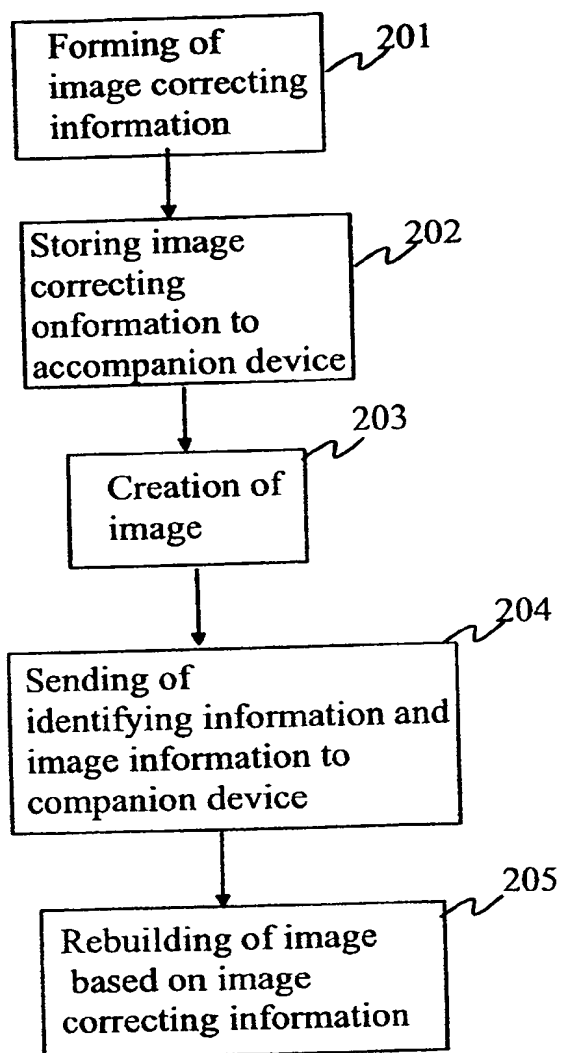 Forming of
image correcting
information
201
Storing image
correcting
onformation to
accompanion device
202
Creation of
image
203
Sending of
identifying information and
image information to
companion device
204
Rebuilding of image
based on image
correcting information
205